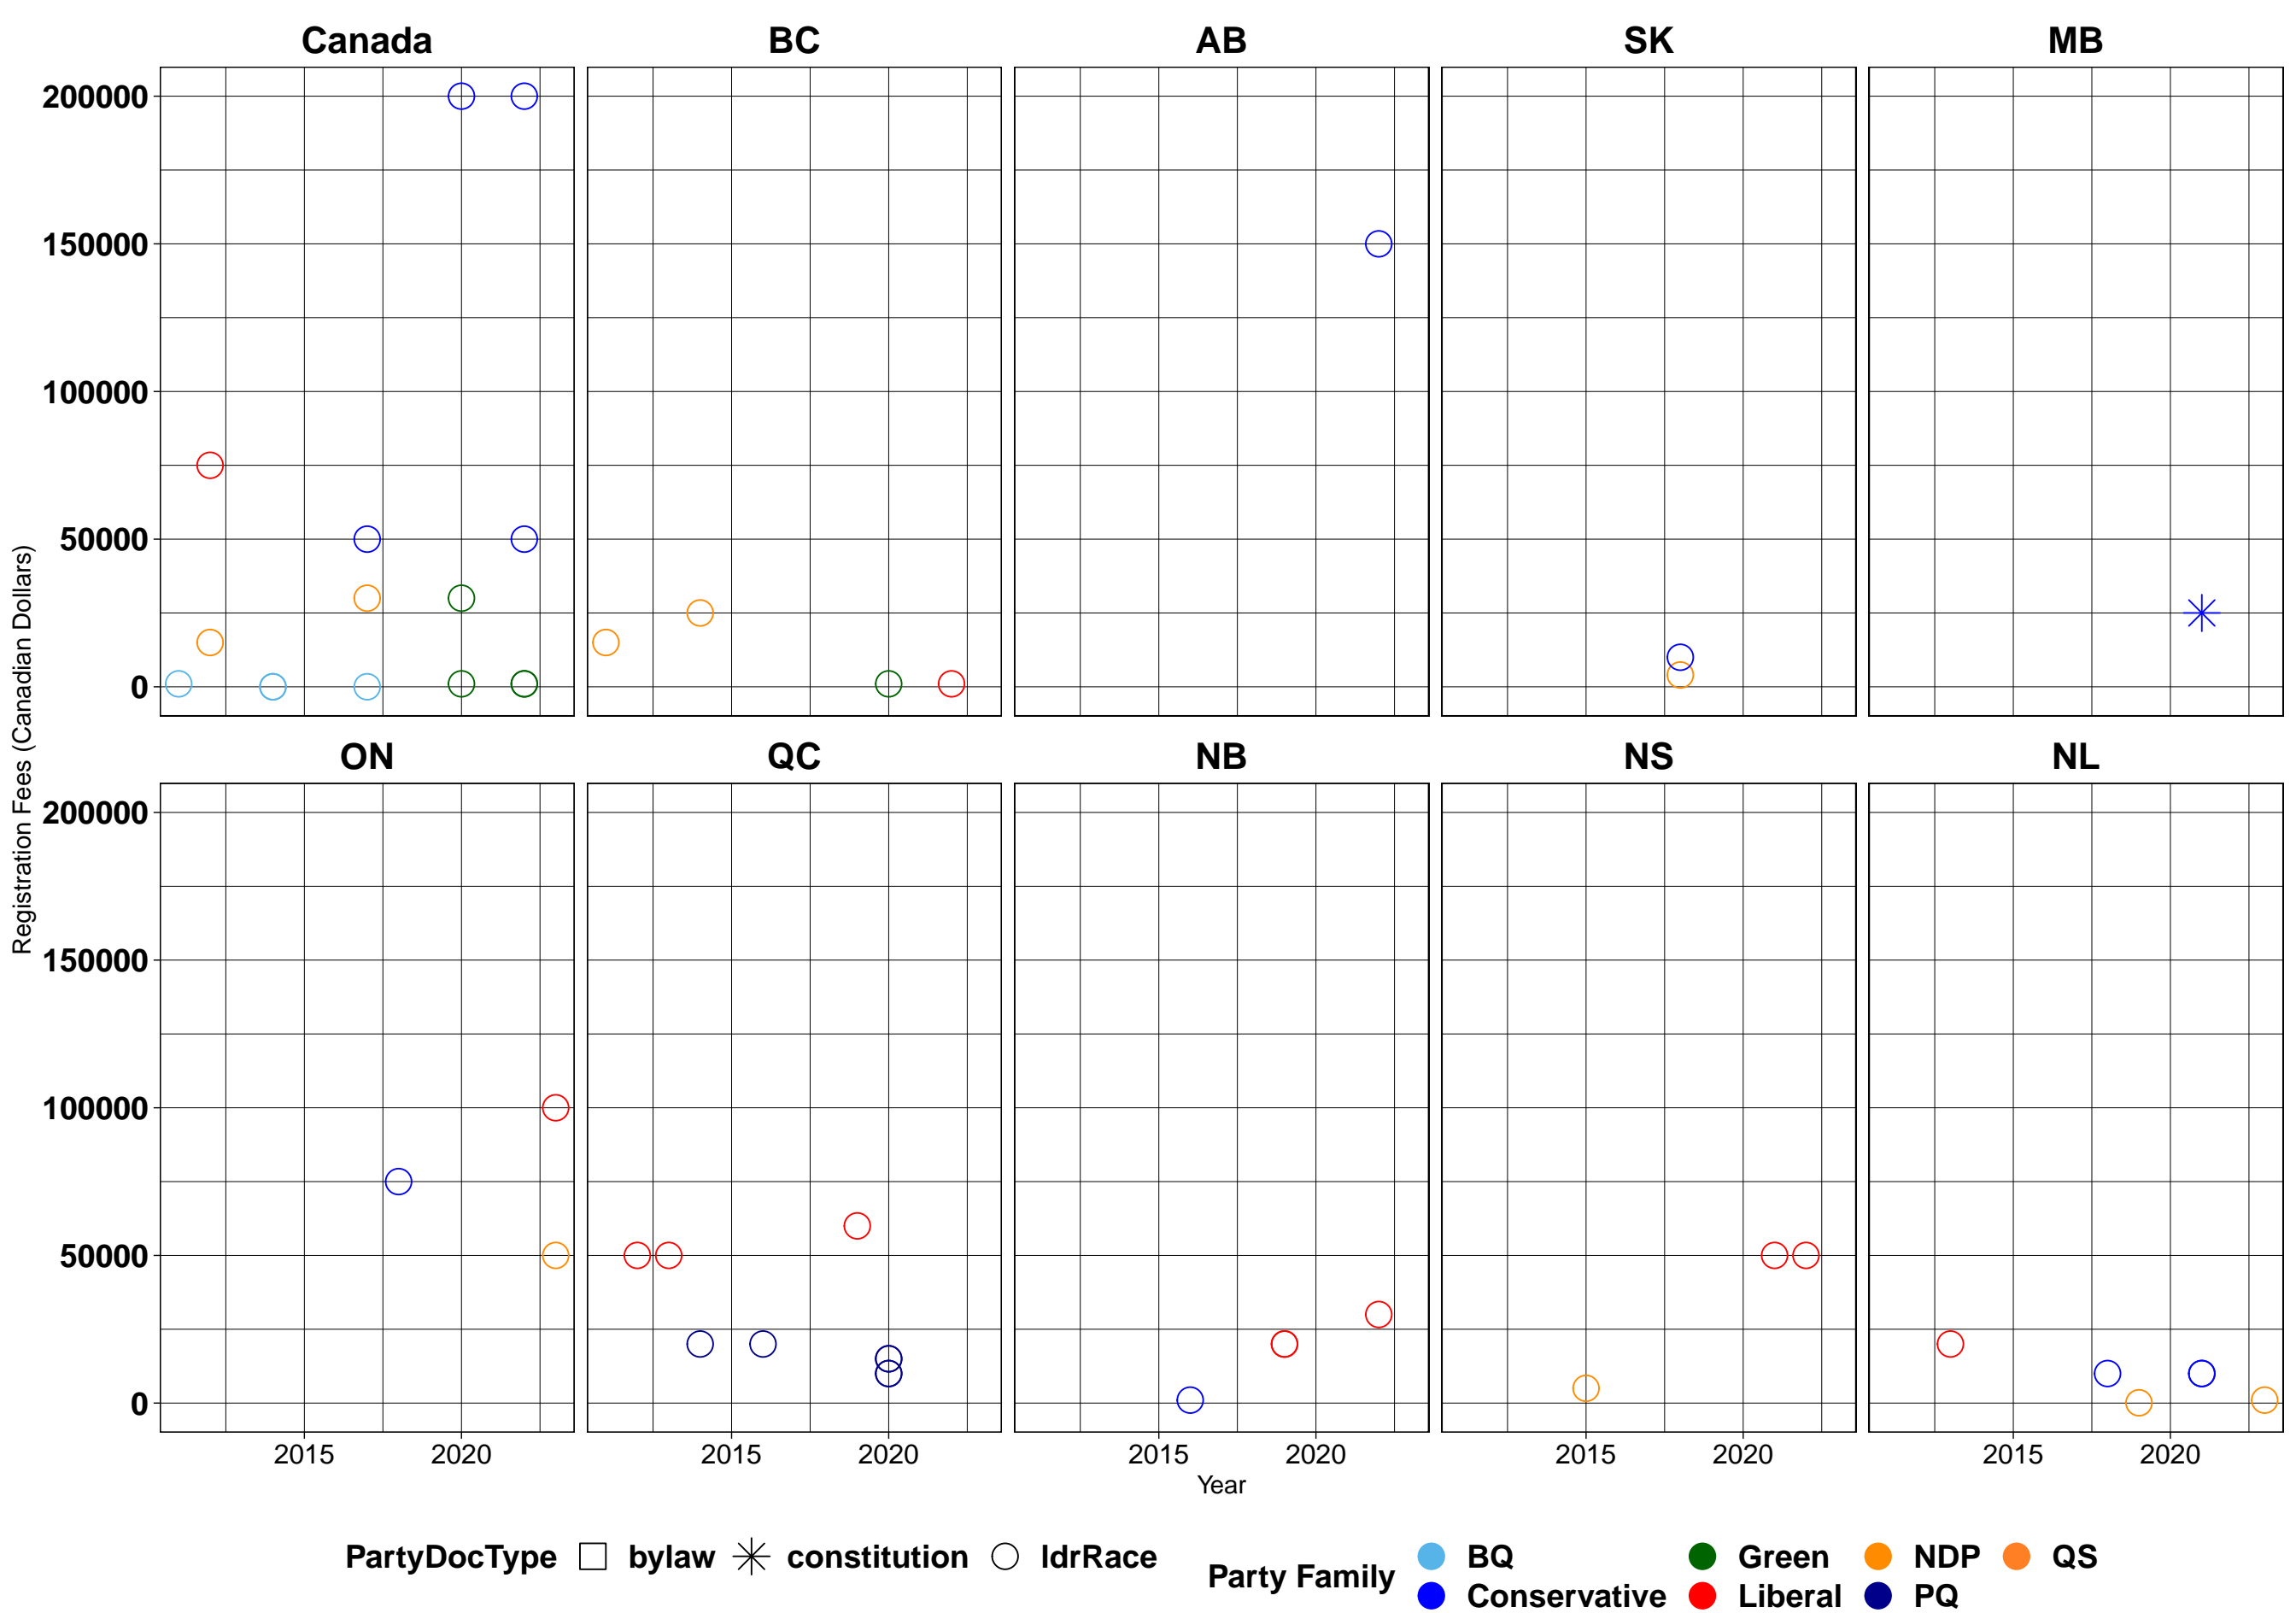 Canada BC AB SK MB
200000
150000
100000
50000
0
ON QC NB NS NL
200000
150000
100000
50000
0
Registration Fees (Canadian Dollars)
2015 2020 2015 2020 2015 2020 2015 2020 2015 2020
Year
PartyDocType bylaw constitution ldrRace
Party Family
BQ Green NDP QS
Conservative Liberal PQ